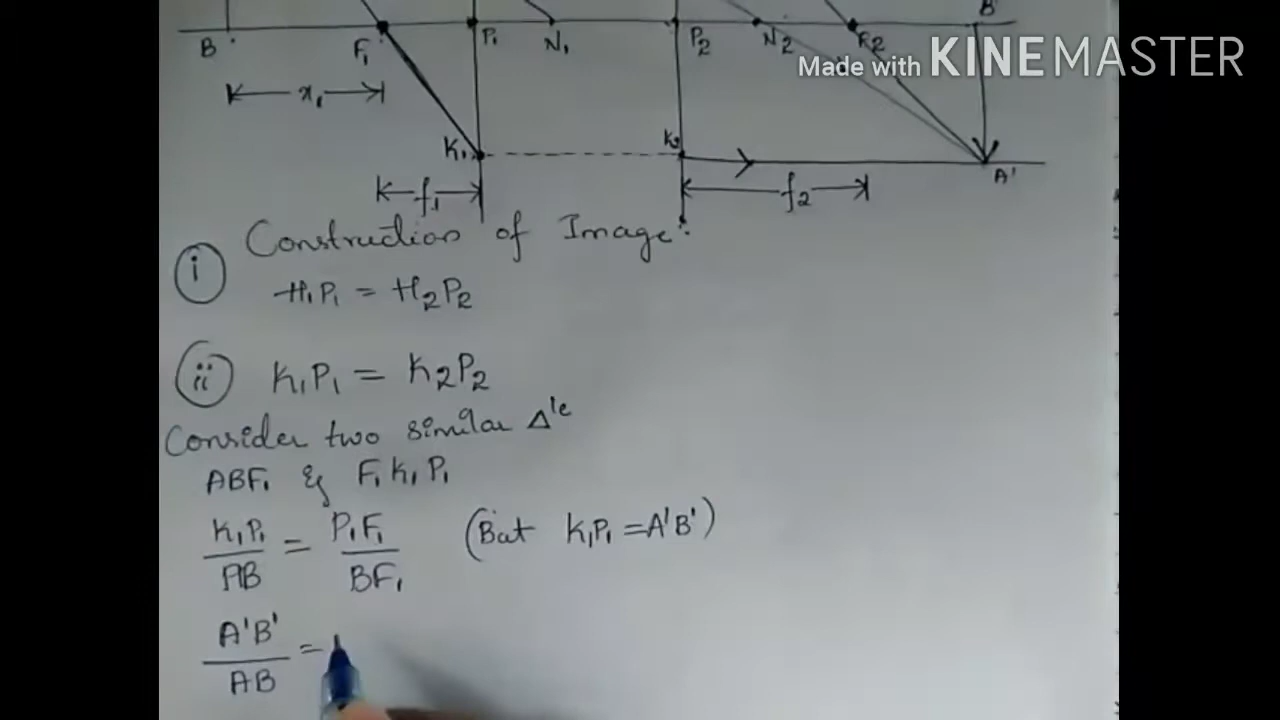 B F₁ P₁ N₁ P₂ N₂ F₂ B'
Made with KINEMASTER
x₁
K₁ K₂ A'
f₁ f₂
i Construction of Image:
H₁P₁ = H₂P₂
ii K₁P₁ = K₂P₂
Consider two similar Δ'le
ABF₁ & F₁K₁P₁
K₁P₁/AB = P₁F₁/BF₁ (But K₁P₁ = A'B')
A'B'/AB =